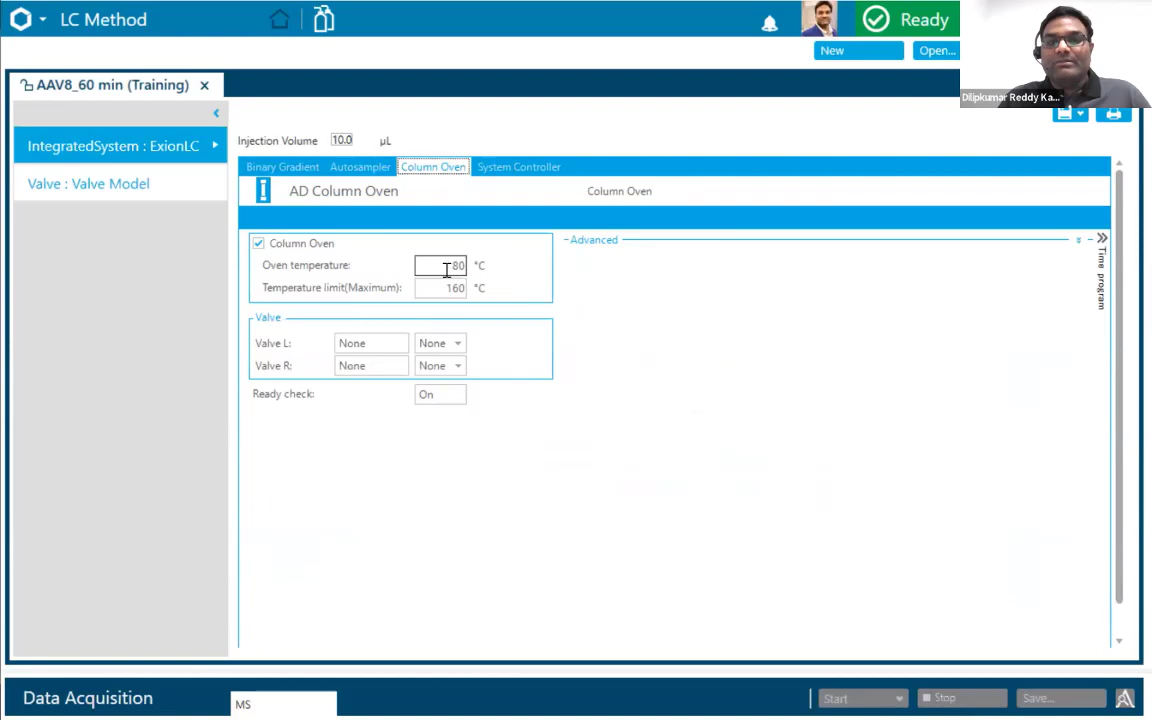 LC Method
Ready
New
Open...
Dilipkumar Reddy Ka...
AAV8_60 min (Training)
IntegratedSystem : ExionLC
Valve : Valve Model
Injection Volume 10.0 µL
Binary Gradient Autosampler Column Oven System Controller
AD Column Oven Column Oven
Column Oven
Oven temperature: 80 °C
Temperature limit(Maximum): 160 °C
Advanced
Time program
Valve
Valve L: None None
Valve R: None None
Ready check: On
Data Acquisition
MS
Start
Stop
Save...